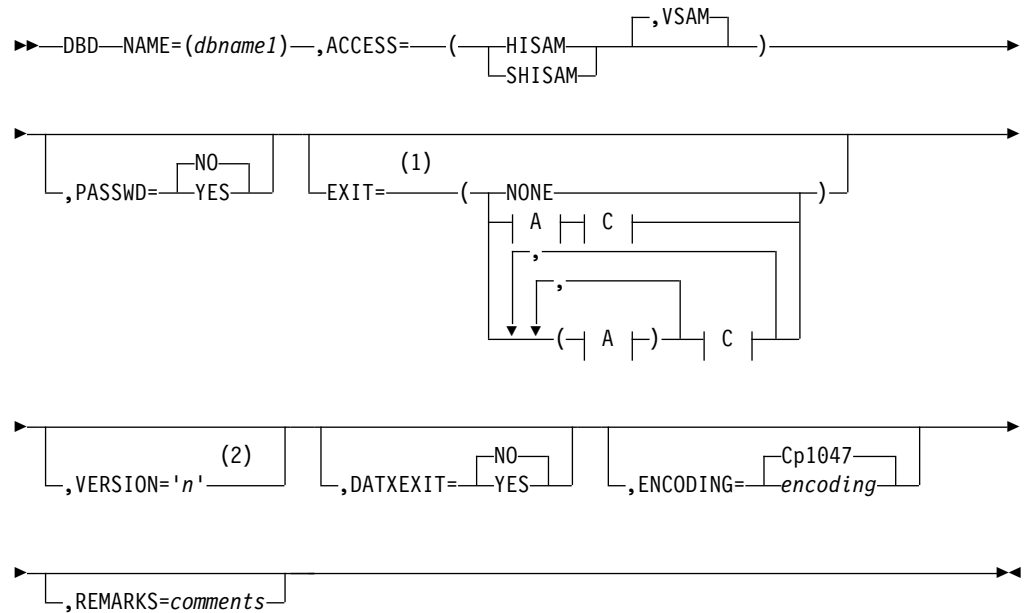 ,VSAM
DBD NAME=(dbname1) ,ACCESS= ( HISAM )
SHISAM
(1)
NO
,PASSWD= YES EXIT= ( NONE )
A C
,
,
( A ) C
(2)
NO Cp1047
,VERSION='n' ,DATXEXIT= YES ,ENCODING= encoding
,REMARKS=comments